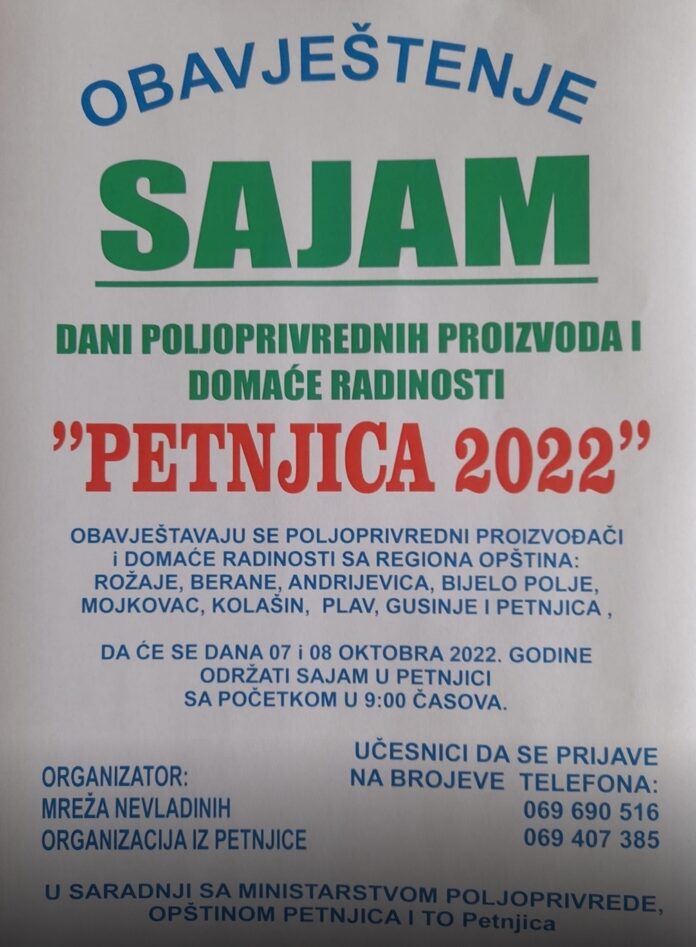 OBAVJEŠTENJE
SAJAM
DANI POLJOPRIVREDNIH PROIZVODA I
DOMAĆE RADINOSTI
"PETNJICA 2022"
OBAVJEŠTAVAJU SE POLJOPRIVREDNI PROIZVOĐAČI
i DOMAĆE RADINOSTI SA REGIONA OPŠTINA:
ROŽAJE, BERANE, ANDRIJEVICA, BIJELO POLJE,
MOJKOVAC, KOLAŠIN, PLAV, GUSINJE I PETNJICA ,
DA ĆE SE DANA 07 i 08 OKTOBRA 2022. GODINE
ODRŽATI SAJAM U PETNJICI
SA POČETKOM U 9:00 ČASOVA.
ORGANIZATOR:
MREŽA NEVLADINIH
ORGANIZACIJA IZ PETNJICE
UČESNICI DA SE PRIJAVE
NA BROJEVE TELEFONA:
069 690 516
069 407 385
U SARADNJI SA MINISTARSTVOM POLJOPRIVREDE,
OPŠTINOM PETNJICA I TO Petnjica